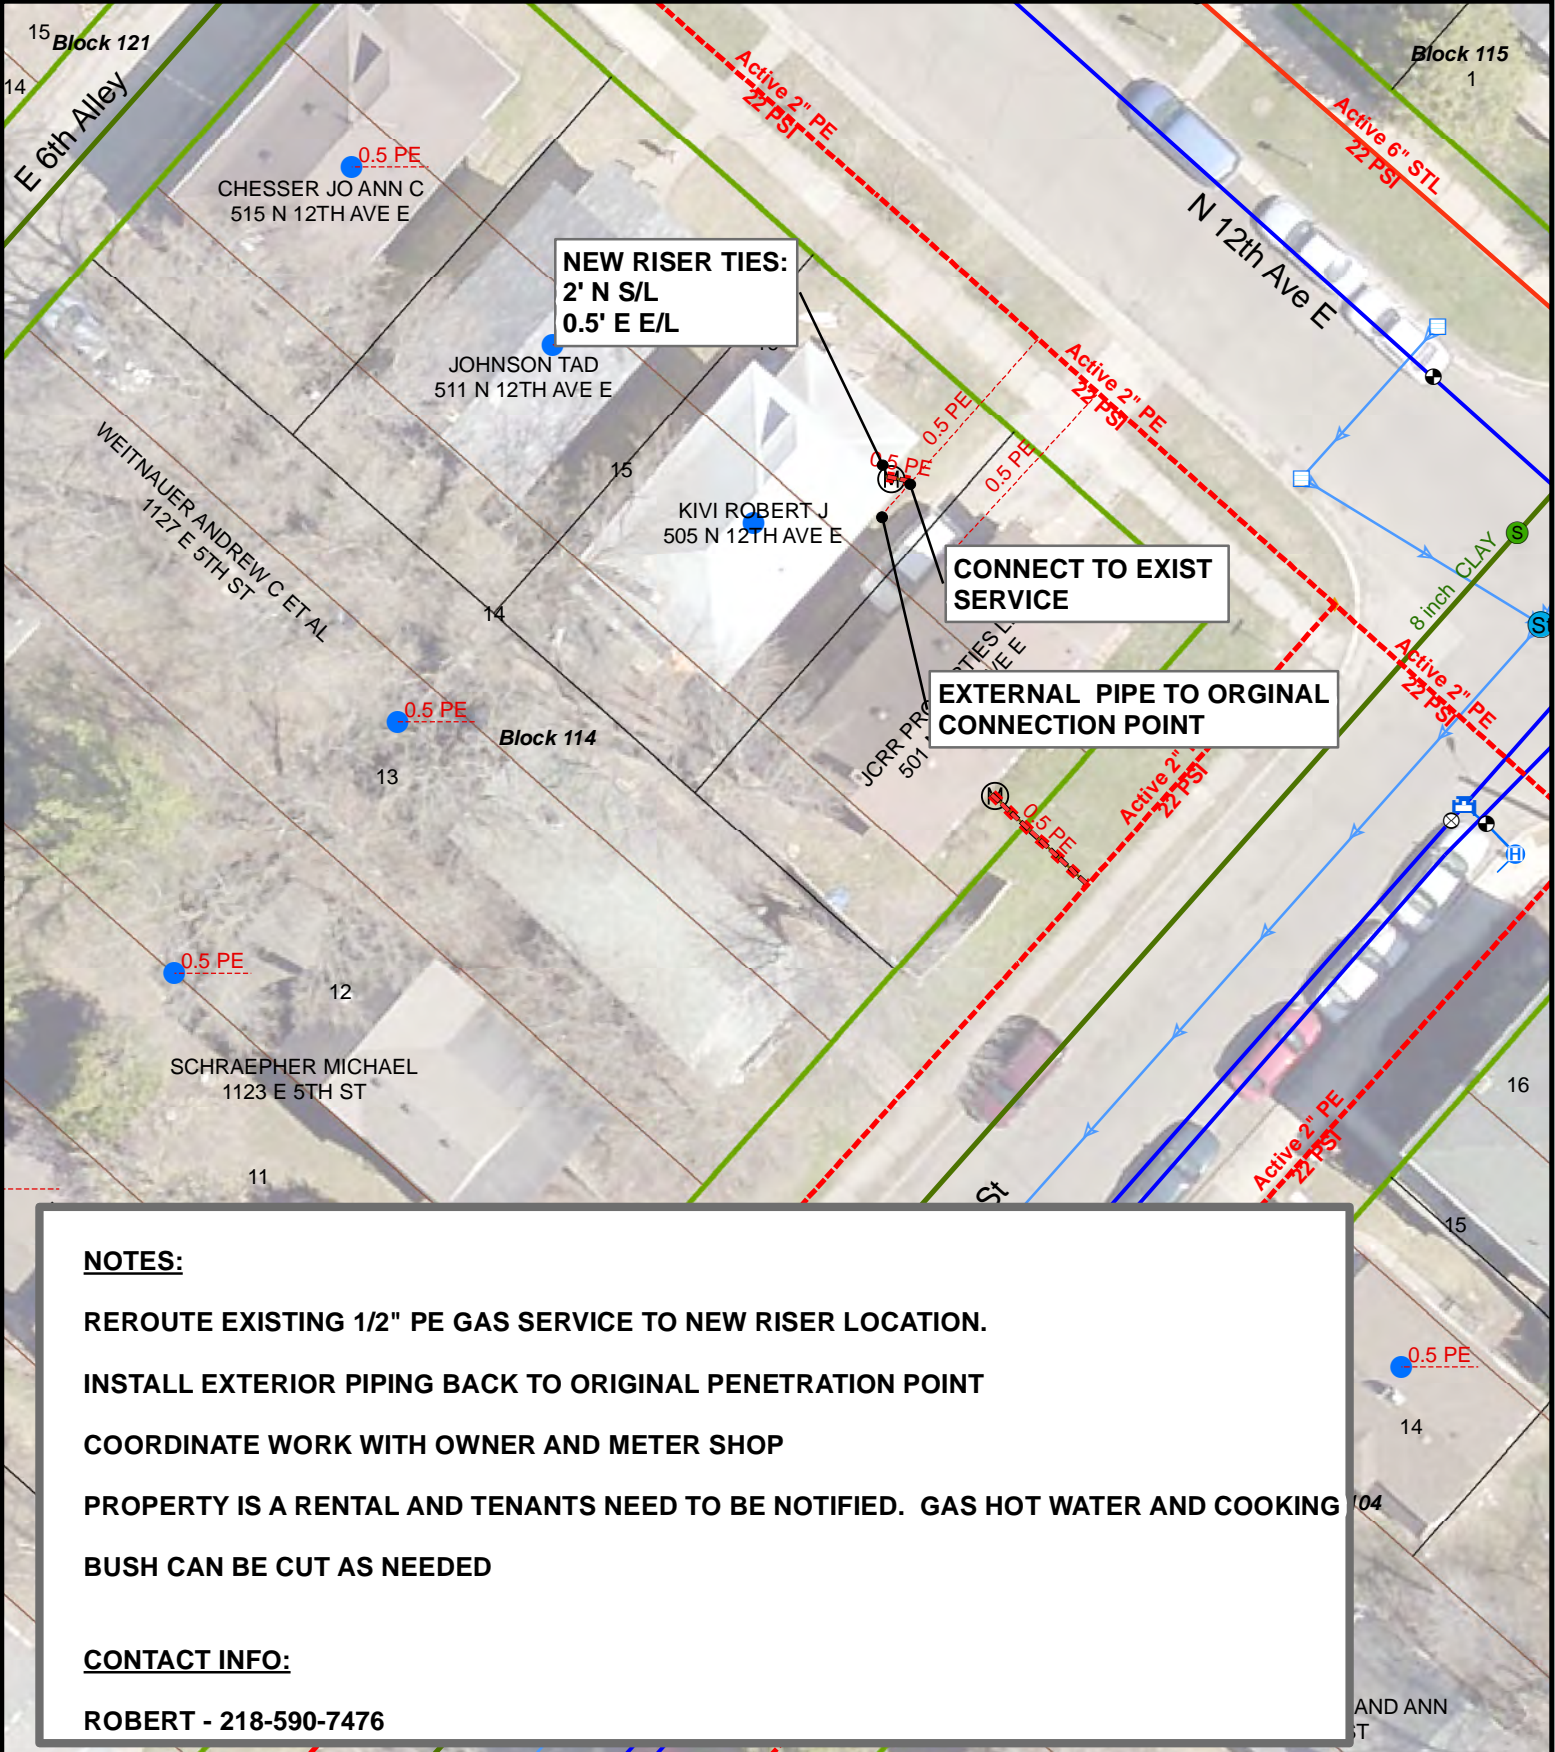 15 Block 121
14
E 6th Alley
0.5 PE
CHESSER JO ANN C
515 N 12TH AVE E
Active 2" PE
22 PSI
Block 115
1
Active 6" STL
22 PSI
N 12th Ave E
NEW RISER TIES:
2' N S/L
0.5' E E/L
JOHNSON TAD
511 N 12TH AVE E
Active 2" PE
22 PSI
0.5 PE
0.5 PE
0.5 PE
15
WEITNAUER ANDREW C ET AL
1127 E 5TH ST
KIVI ROBERT J
505 N 12TH AVE E
14
CONNECT TO EXIST
SERVICE
8 inch CLAY
S
St
EXTERNAL PIPE TO ORGINAL
CONNECTION POINT
Active 2" PE
22 PSI
JCRR
501
Active 2"
22 PSI
0.5 PE
Block 114
13
M
M
0.5 PE
H
0.5 PE
12
SCHRAEPHER MICHAEL
1123 E 5TH ST
11
16
Active 2" PE
22 PSI
St
15
NOTES:
REROUTE EXISTING 1/2" PE GAS SERVICE TO NEW RISER LOCATION.
INSTALL EXTERIOR PIPING BACK TO ORIGINAL PENETRATION POINT
COORDINATE WORK WITH OWNER AND METER SHOP
PROPERTY IS A RENTAL AND TENANTS NEED TO BE NOTIFIED. GAS HOT WATER AND COOKING
BUSH CAN BE CUT AS NEEDED
CONTACT INFO:
ROBERT - 218-590-7476
0.5 PE
14
104
AND ANN
ST